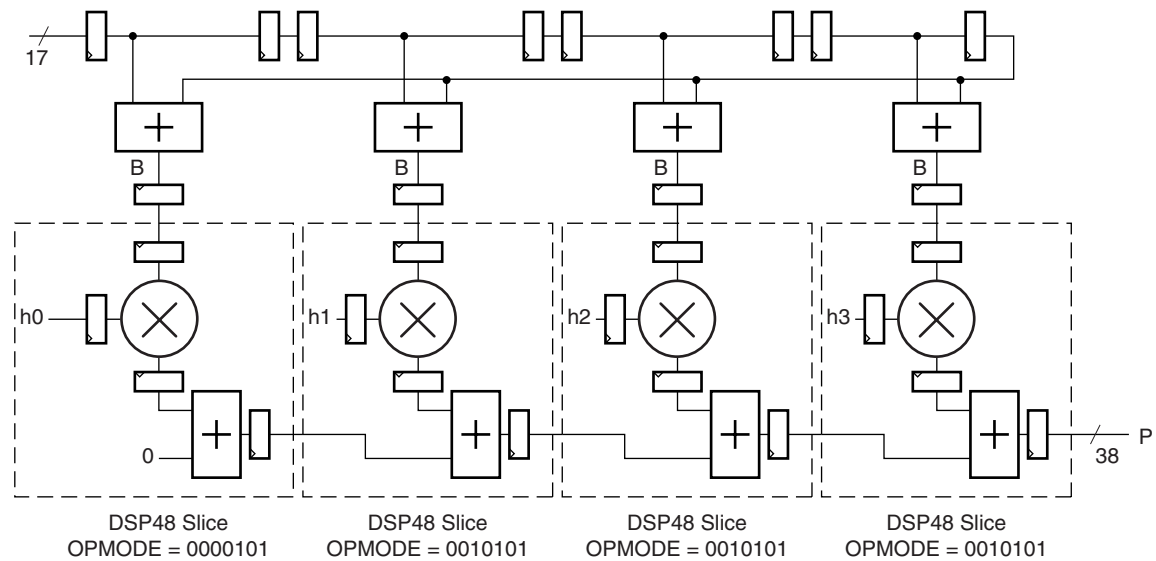 17
B B B B
h0 h1 h2 h3
0
P
38
DSP48 Slice DSP48 Slice DSP48 Slice DSP48 Slice
OPMODE = 0000101 OPMODE = 0010101 OPMODE = 0010101 OPMODE = 0010101